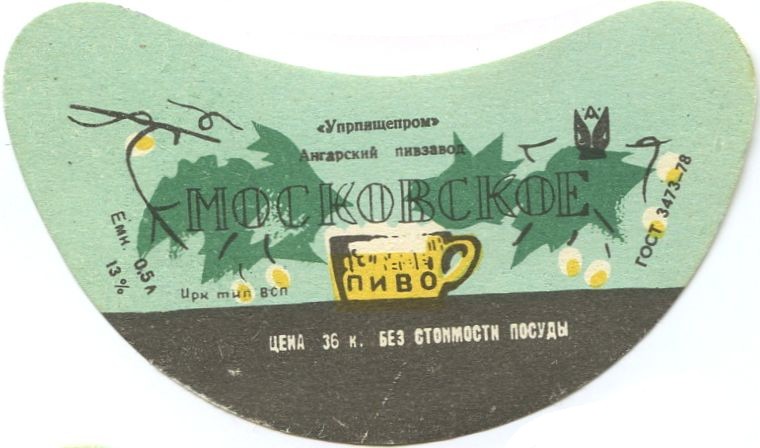 «Упрпищепром»
Ангарский пивзавод
А
МОСКОВСКОЕ
ПИВО
Емк 0,5л
13%
ГОСТ 3473-78
Ирк тип ВСП
ЦЕНА 36 к. БЕЗ СТОИМОСТИ ПОСУДЫ